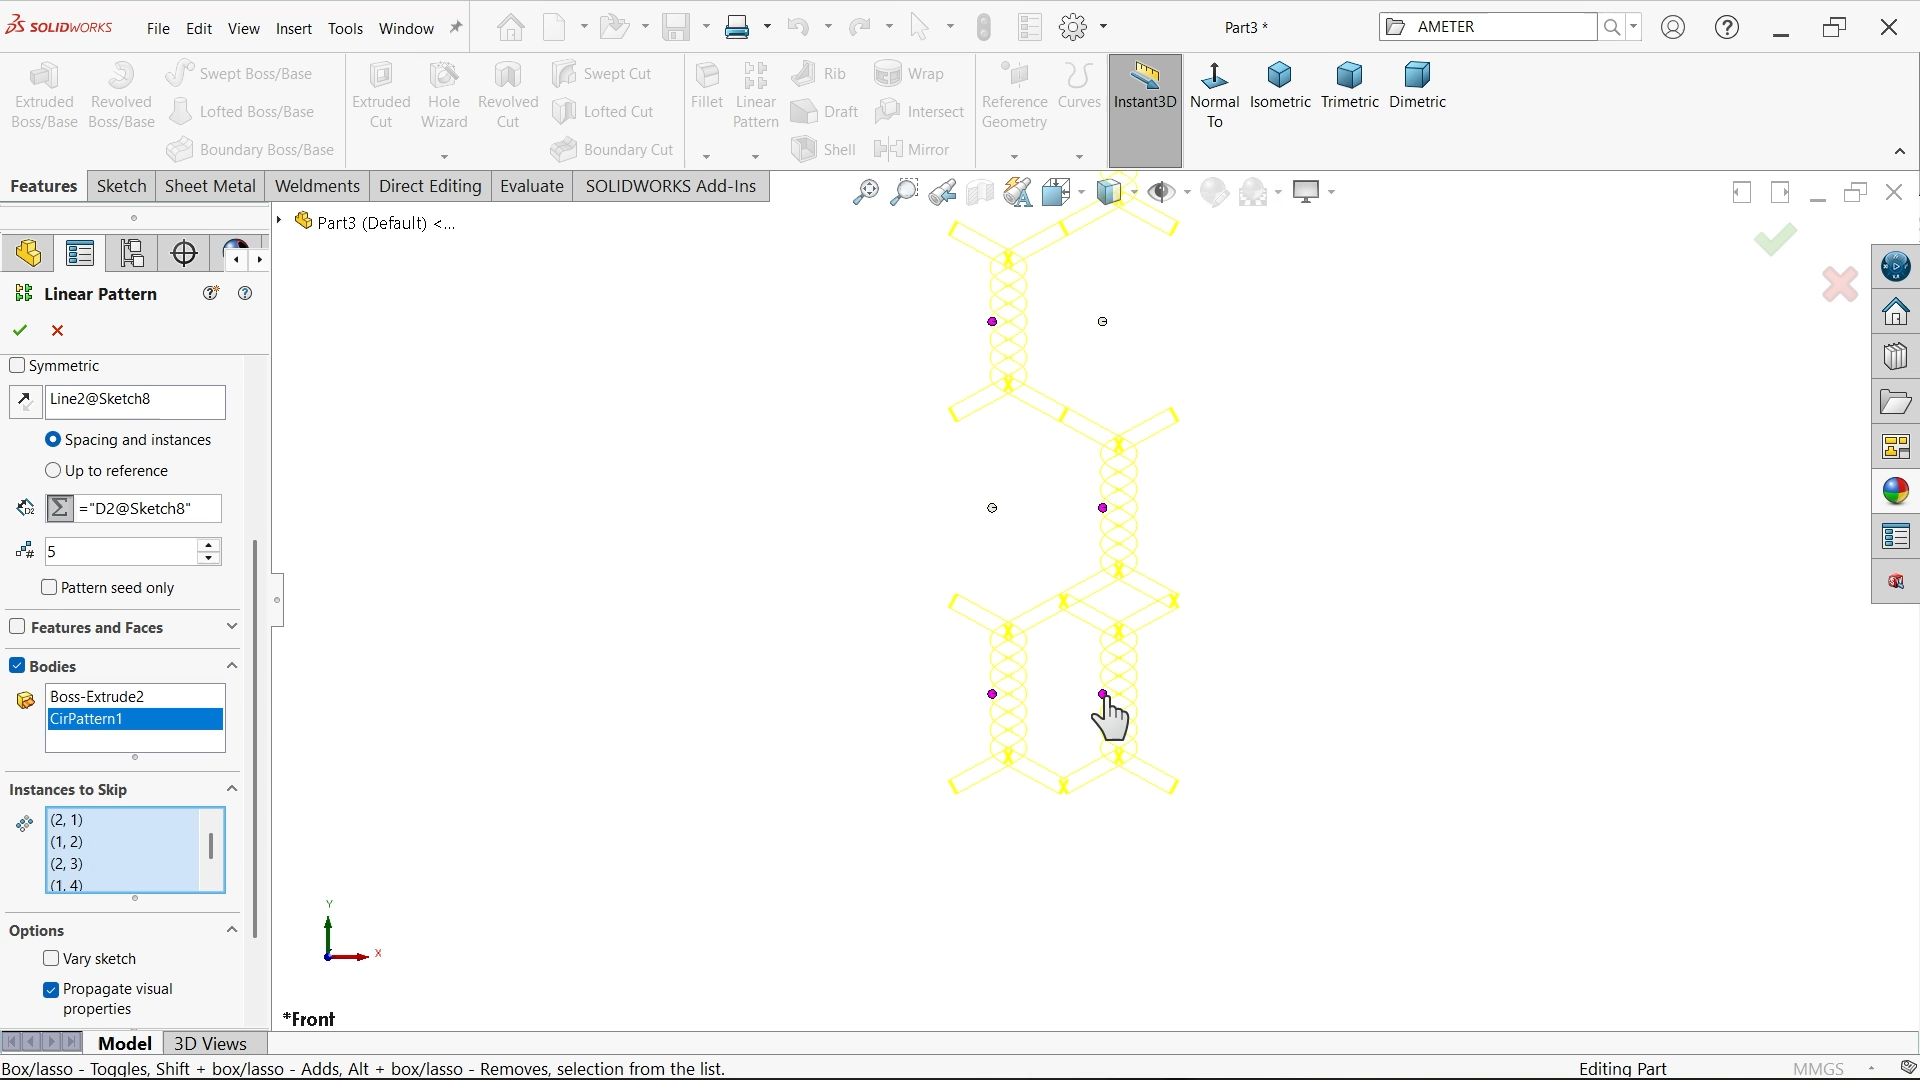 SOLIDWORKS
File Edit View Insert Tools Window
Part3 *
AMETER
Extruded Boss/Base
Revolved Boss/Base
Swept Boss/Base
Lofted Boss/Base
Boundary Boss/Base
Extruded Cut
Hole Wizard
Revolved Cut
Swept Cut
Lofted Cut
Boundary Cut
Fillet
Linear Pattern
Rib
Draft
Shell
Wrap
Intersect
Mirror
Reference Geometry
Curves
Instant3D
Normal To
Isometric
Trimetric
Dimetric
Features Sketch Sheet Metal Weldments Direct Editing Evaluate SOLIDWORKS Add-Ins
Part3 (Default) <...
Linear Pattern
Symmetric
Line2@Sketch8
Spacing and instances
Up to reference
="D2@Sketch8"
5
Pattern seed only
Features and Faces
Bodies
Boss-Extrude2
CirPattern1
Instances to Skip
(2, 1)
(1, 2)
(2, 3)
(1, 4)
Options
Vary sketch
Propagate visual
properties
Y
X
*Front
Model 3D Views
Box/lasso - Toggles, Shift + box/lasso - Adds, Alt + box/lasso - Removes, selection from the list.
Editing Part
MMGS